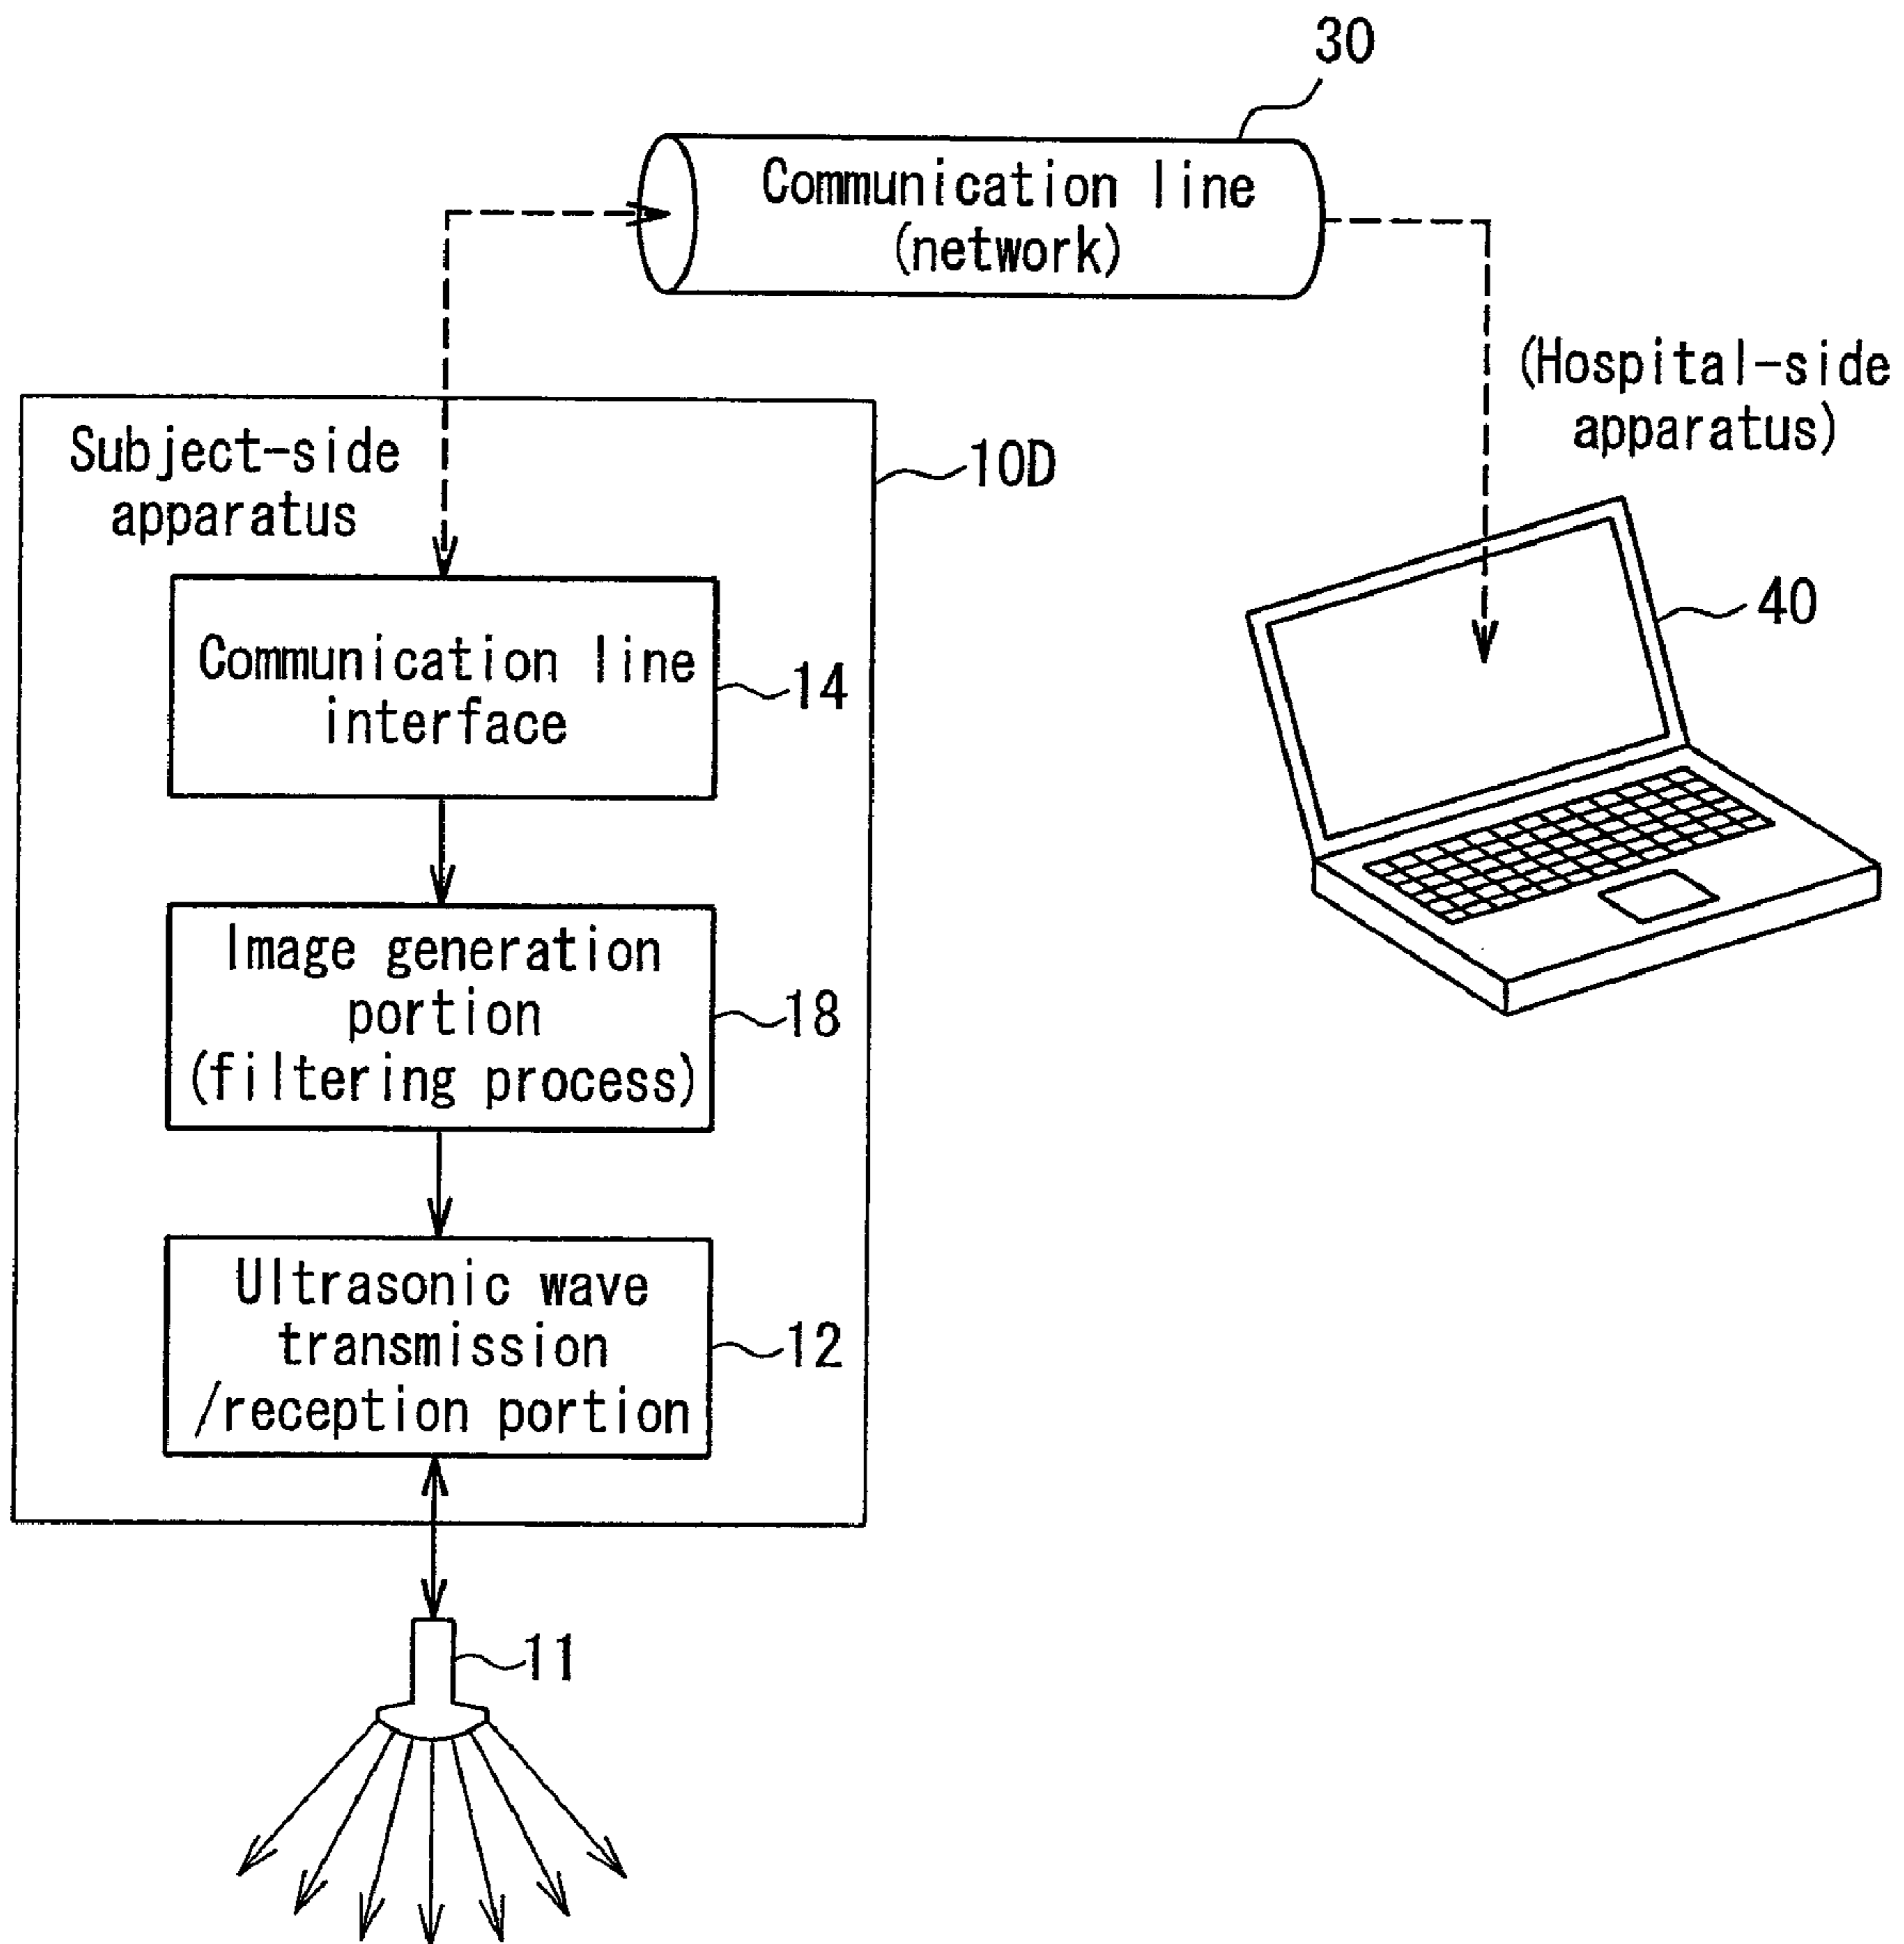 30
Communication line
(network)
(Hospital-side
apparatus)
Subject-side
apparatus
10D
40
Communication line
interface
14
Image generation
portion
(filtering process)
18
Ultrasonic wave
transmission
/reception portion
12
11